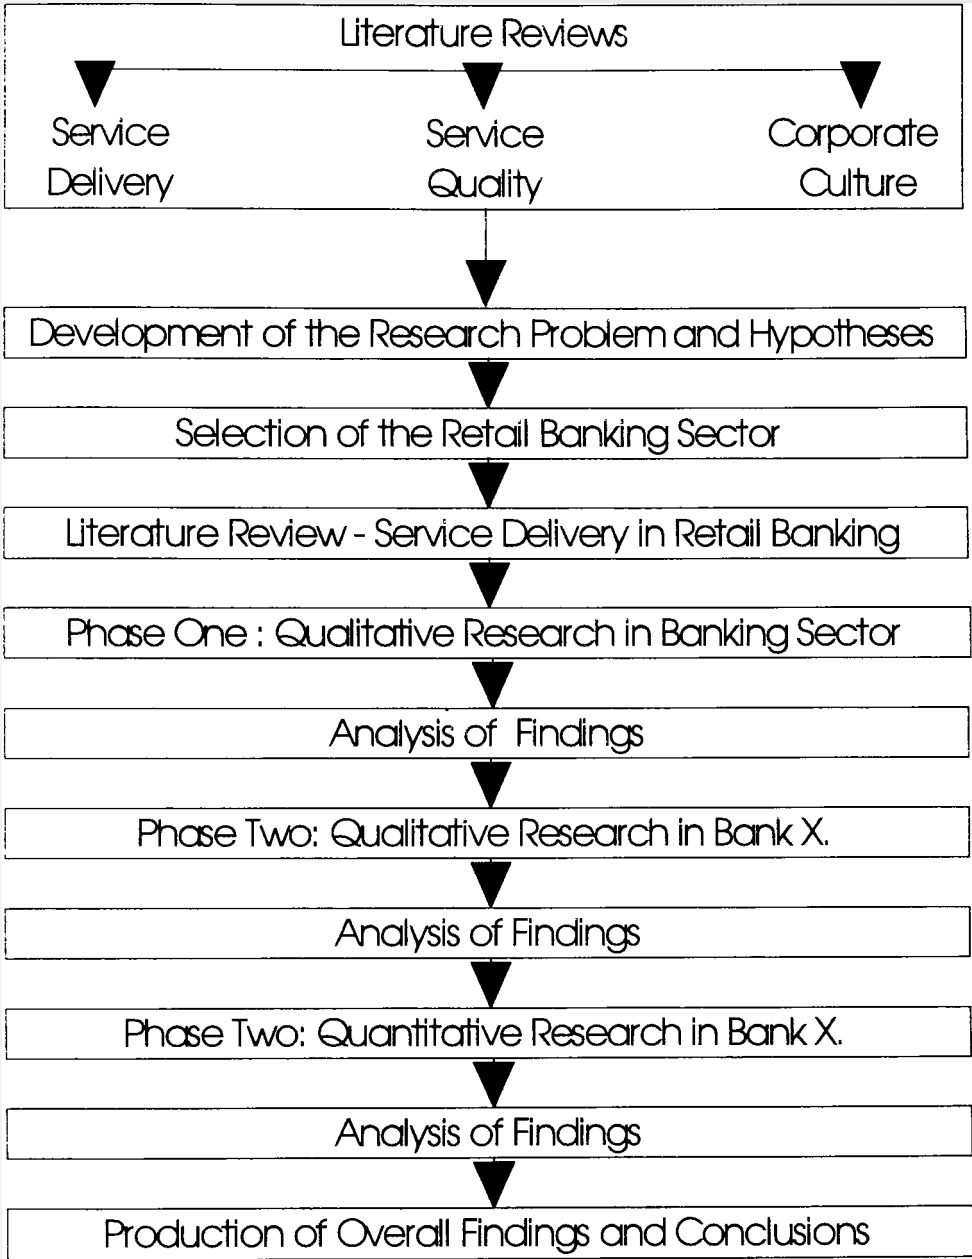 Literature Reviews
Service Delivery
Service Quality
Corporate Culture
Development of the Research Problem and Hypotheses
Selection of the Retail Banking Sector
Literature Review - Service Delivery in Retail Banking
Phase One : Qualitative Research in Banking Sector
Analysis of Findings
Phase Two: Qualitative Research in Bank X.
Analysis of Findings
Phase Two: Quantitative Research in Bank X.
Analysis of Findings
Production of Overall Findings and Conclusions